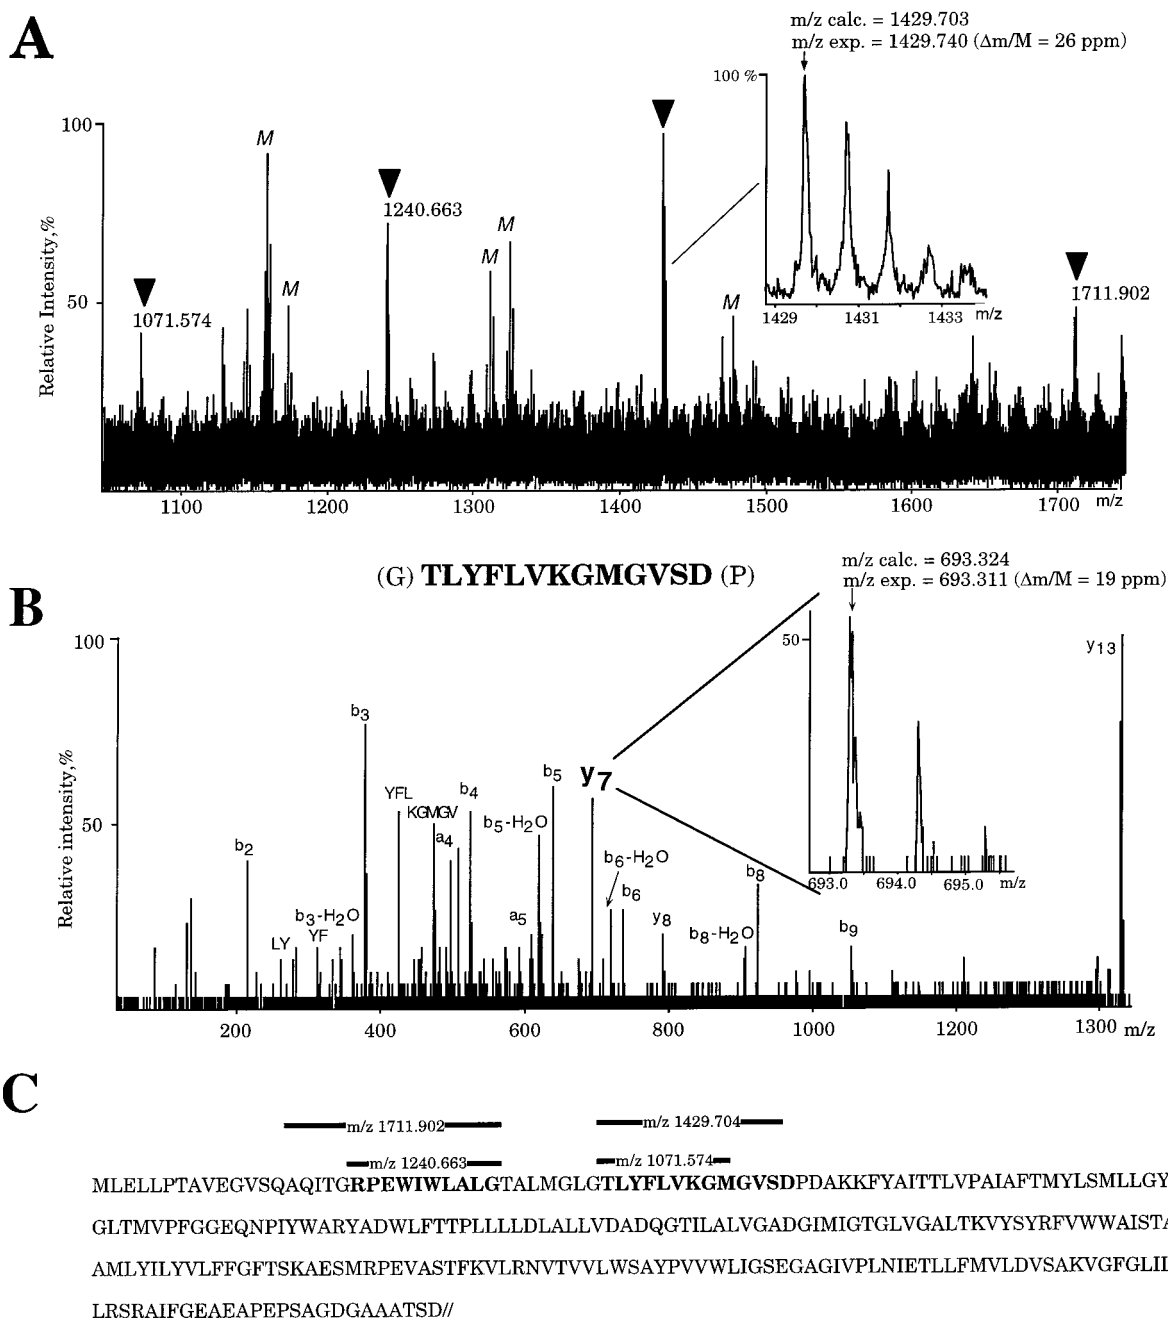 A
m/z calc. = 1429.703
m/z exp. = 1429.740 (Δm/M = 26 ppm)
100 %
1429 1431 1433 m/z
Relative Intensity,%
100
50
M
1240.663
M
M
M
M
1071.574
1711.902
1100 1200 1300 1400 1500 1600 1700 m/z
B
(G) TLYFLVKGMGVSD (P)
m/z calc. = 693.324
m/z exp. = 693.311 (Δm/M = 19 ppm)
50
693.0 694.0 695.0 m/z
Relative intensity,%
100
50
b2
LY
b3-H2O
YF
b3
YFL
KGMGV
a4
b4
b5-H2O
a5
b5
y7
b6-H2O
b6
y8
b8-H2O
b8
b9
y13
200 400 600 800 1000 1200 1300 m/z
C
m/z 1711.902 m/z 1429.704
m/z 1240.663 m/z 1071.574
MLELLPTAVEGVSQAQITGRPEWIWLALGTALMGLGTLYFLVKGMGVSDPDAKKFYAITTLVPAIAFTMYLSMLLGY
GLTMVPFGGEQNPIYWARYADWLFTTPLLLLDLALLVDADQGTILALVGADGIMIGTGLVGALTKVYSYRFVWWAISTA
AMLYILYVLFFGFTSKAESMRPEVASTFKVLRNVTVVLWSAYPVVWLIGSEGAGIVPLNIETLLFMVLDVSAKVGFGLIL
LRSRAIFGEAEAPEPSAGDGAAATSD//